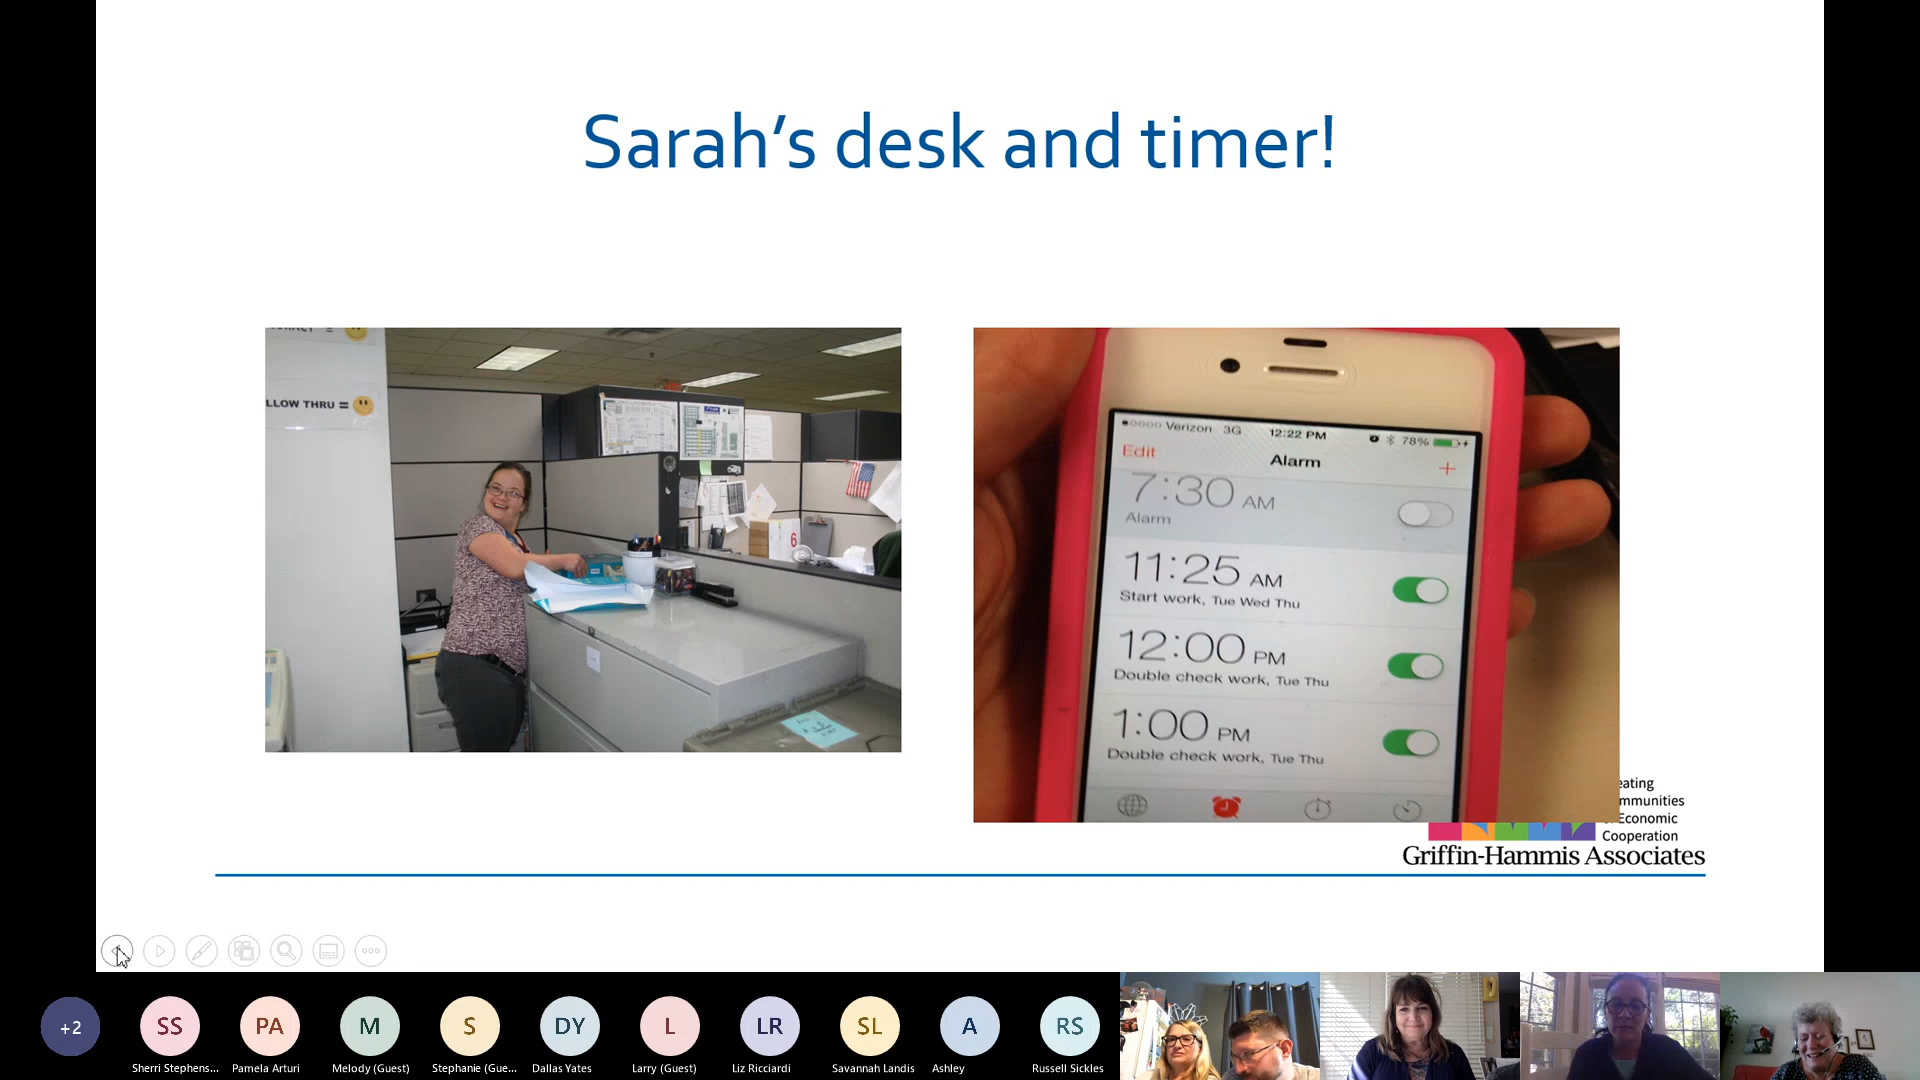 Sarah's desk and timer!
LLOW THRU =
6
Verizon 3G 12:22 PM 78%
Edit Alarm +
7:30 AM
Alarm
11:25 AM
Start work, Tue Wed Thu
12:00 PM
Double check work, Tue Thu
1:00 PM
Double check work, Tue Thu
eating
mmunities
Economic
Cooperation
Griffin-Hammis Associates
+2 SS PA M S DY L LR SL A RS
Sherri Stephens... Pamela Arturi Melody (Guest) Stephanie (Gue... Dallas Yates Larry (Guest) Liz Ricciardi Savannah Landis Ashley Russell Sickles